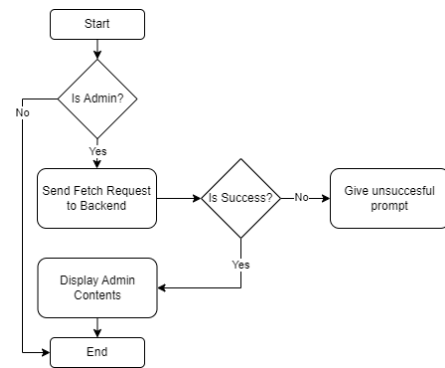 Start
Is Admin?
No
Yes
Send Fetch Request
to Backend
Is Success?
No
Give unsuccesful
prompt
Yes
Display Admin
Contents
End